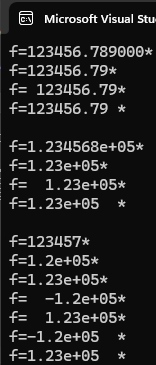 Microsoft Visual Stu
f=123456.789000*
f=123456.79*
f= 123456.79*
f=123456.79 *
f=1.234568e+05*
f=1.23e+05*
f=  1.23e+05*
f=1.23e+05  *
f=123457*
f=1.2e+05*
f=1.23e+05*
f=  -1.2e+05*
f=  1.23e+05*
f=-1.2e+05  *
f=1.23e+05  *